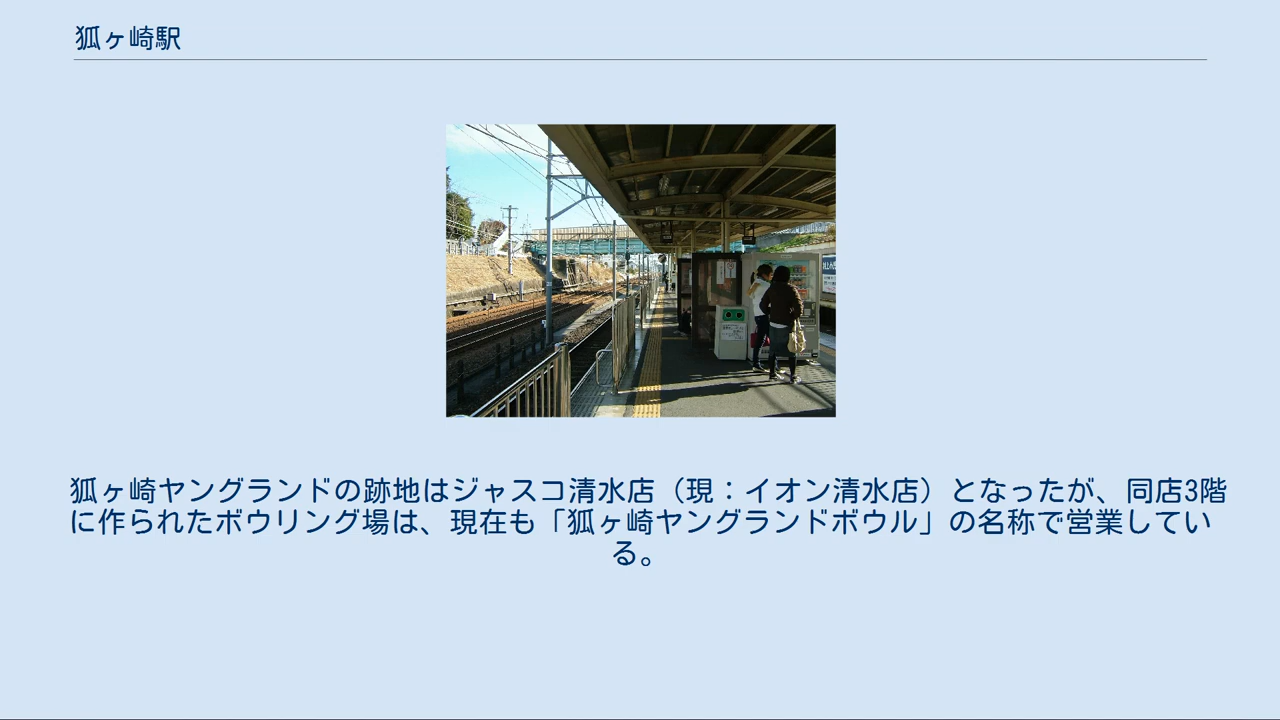 狐ヶ崎駅
狐ヶ崎ヤングランドの跡地はジャスコ清水店（現：イオン清水店）となったが、同店3階
に作られたボウリング場は、現在も「狐ヶ崎ヤングランドボウル」の名称で営業してい
る。